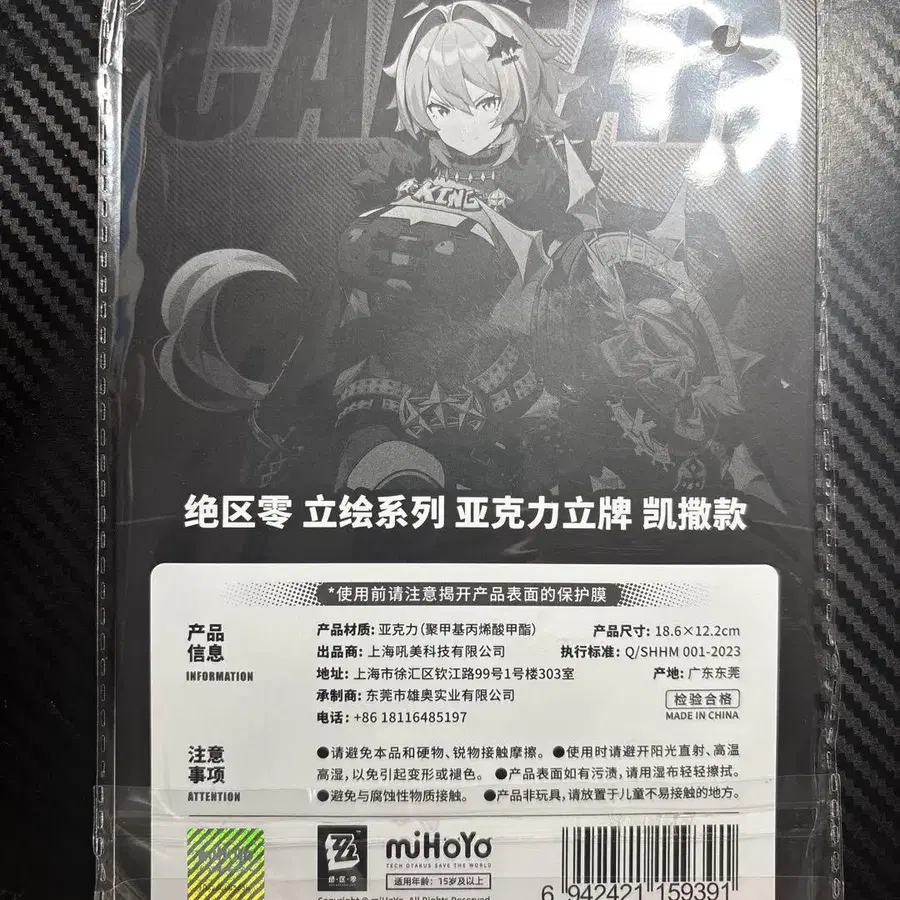 CAESAR
KING
绝区零 立绘系列 亚克力立牌 凯撒款
*使用前请注意揭开产品表面的保护膜
产品信息
INFORMATION
产品材质: 亚克力 (聚甲基丙烯酸甲酯)
产品尺寸: 18.6×12.2cm
出品商: 上海吼美科技有限公司
执行标准: Q/SHHM 001-2023
地址: 上海市徐汇区钦江路99号1号楼303室
产地: 广东东莞
承制商: 东莞市雄奥实业有限公司
检验合格
电话: +86 18116485197
MADE IN CHINA
注意事项
ATTENTION
●请避免本品和硬物、锐物接触摩擦。 ●使用时请避开阳光直射、高温
高湿, 以免引起变形或褪色。 ●产品表面如有污渍, 请用湿布轻轻擦拭。
●避免与腐蚀性物质接触。 ●产品非玩具, 请放置于儿童不易接触的地方。
miHoYo
绝·区·零
miHoYo
TECH OTAKUS SAVE THE WORLD
适用年龄: 15岁及以上
Copyright © miHoYo. All Rights Reserved
6 942421 159391